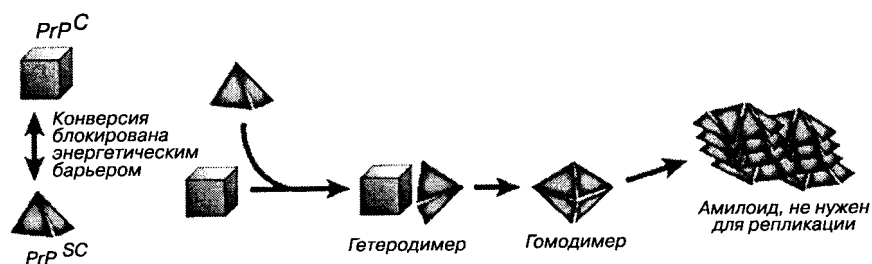 PrP C
Конверсия
блокирована
энергетическим
барьером
PrP SC
Гетеродимер
Гомодимер
Амилоид, не нужен
для репликации